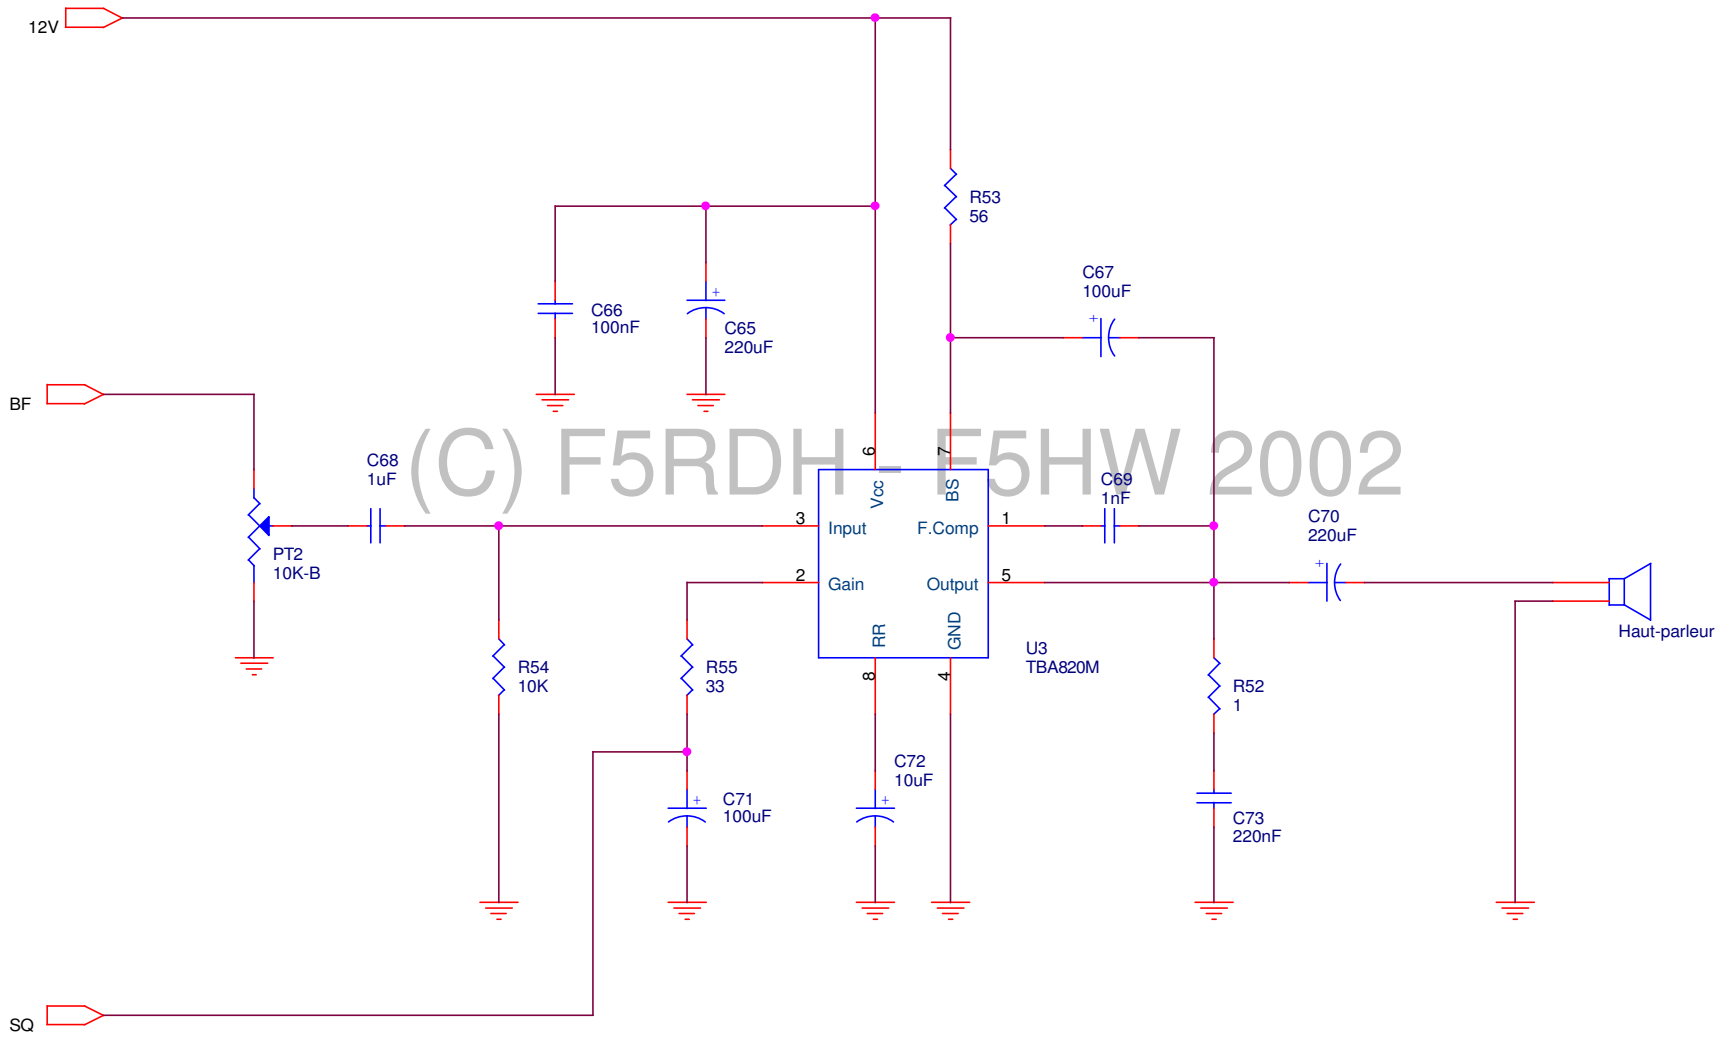 12V
R53
56
C67
100uF
+
+
C66
100nF
C65
220uF
+
BF
(C) F5RDH - F5HW 2002
C68
1uF
6
7
Vcc
BS
C69
1nF
3
Input
F.Comp
1
C70
220uF
+
PT2
10K-B
2
Gain
Output
5
RR
GND
Haut-parleur
U3
TBA820M
R54
10K
R55
33
8
4
R52
1
C72
10uF
+
C71
100uF
+
C73
220nF
SQ